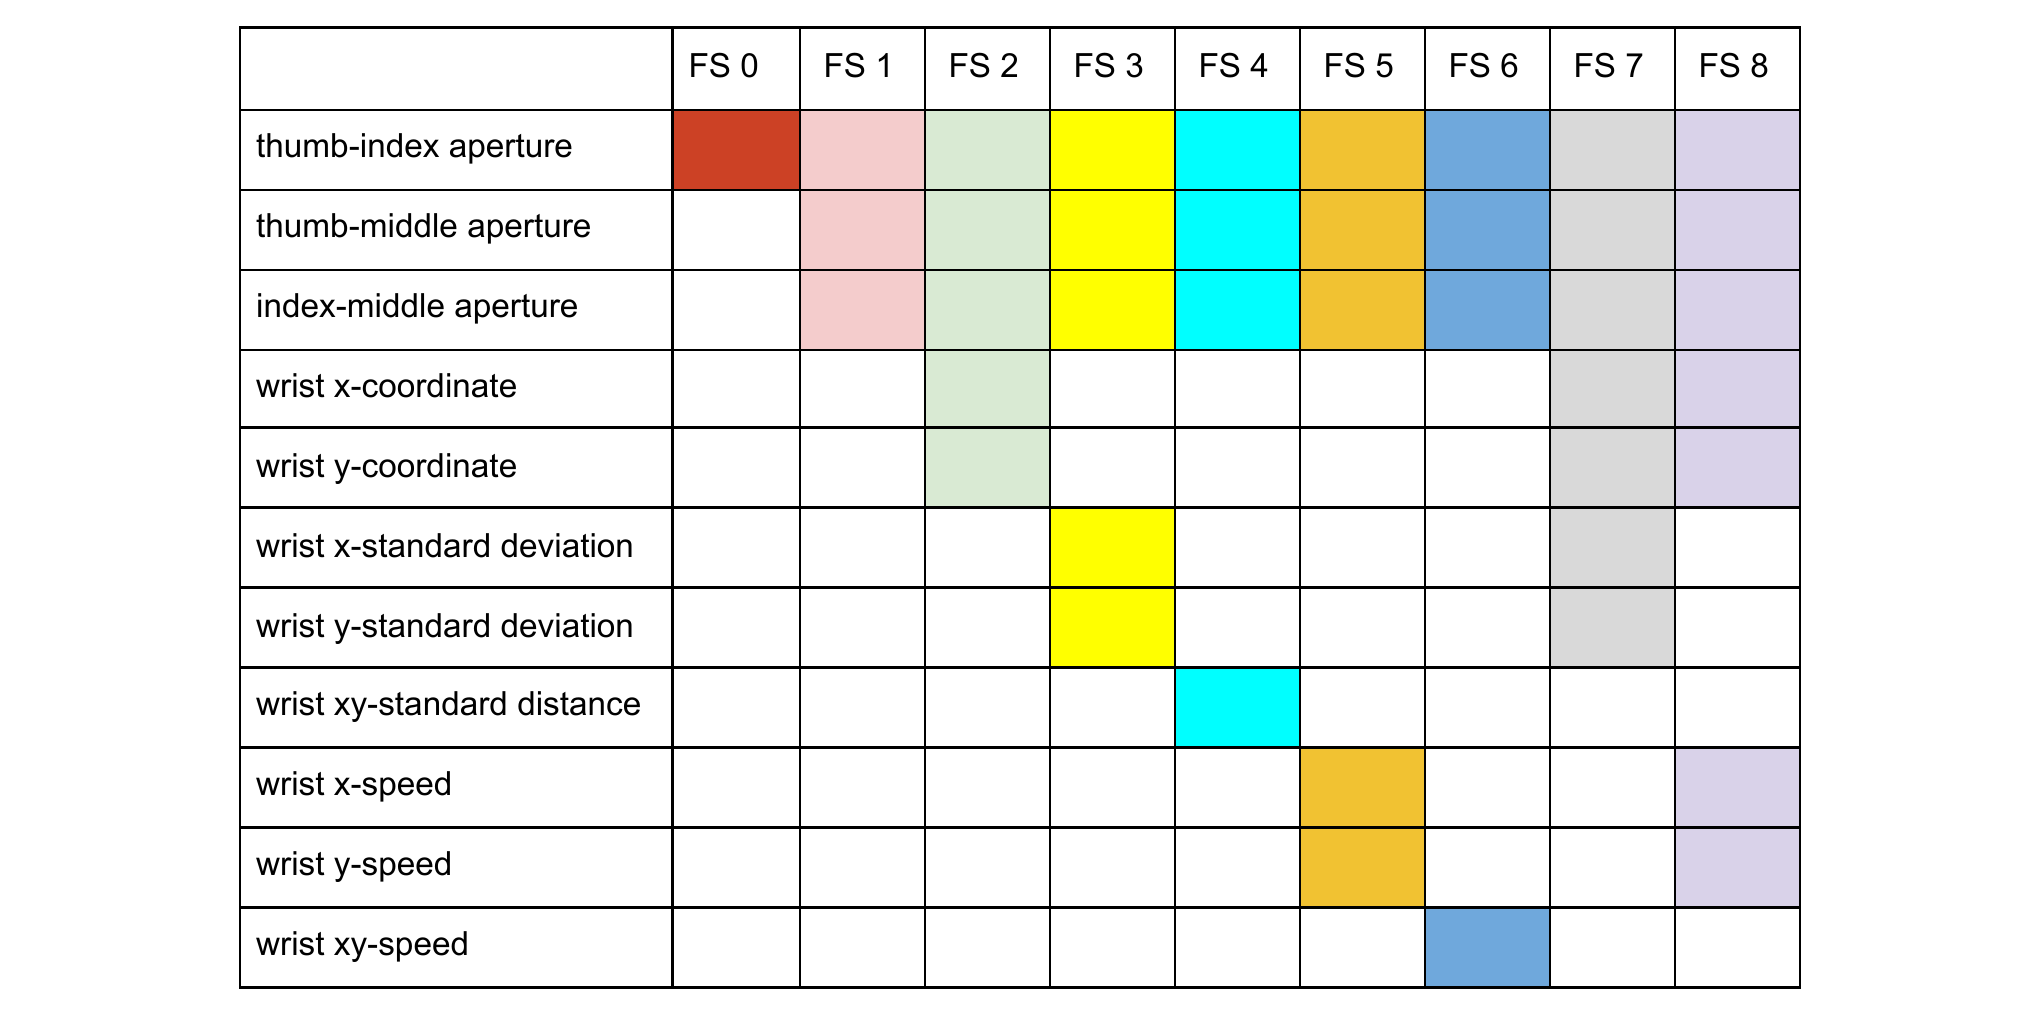 FS 0 FS 1 FS 2 FS 3 FS 4 FS 5 FS 6 FS 7 FS 8
thumb-index aperture
thumb-middle aperture
index-middle aperture
wrist x-coordinate
wrist y-coordinate
wrist x-standard deviation
wrist y-standard deviation
wrist xy-standard distance
wrist x-speed
wrist y-speed
wrist xy-speed